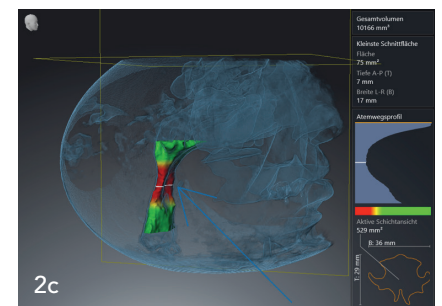 Gesamtvolumen
10166 mm³
Kleinste Schnittfläche
Fläche
75 mm².
Tiefe A-P (T)
7 mm
Breite L-R (B)
17 mm
Atemwegsprofil
Aktive Schichtansicht
529 mm²
B: 36 mm
T: 29 mm
2c